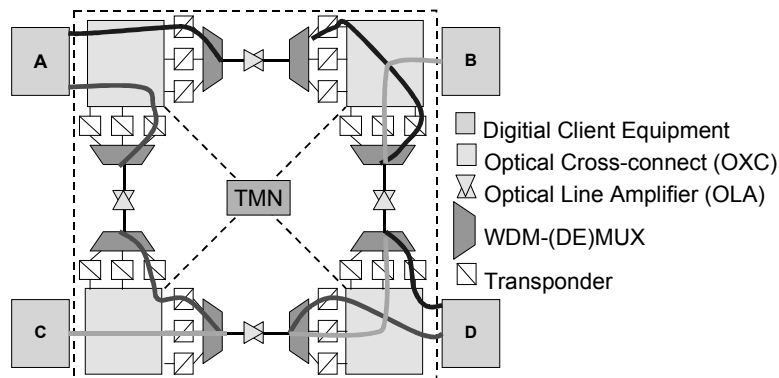 A
B
Digitial Client Equipment
Optical Cross-connect (OXC)
TMN
Optical Line Amplifier (OLA)
WDM-(DE)MUX
Transponder
C
D